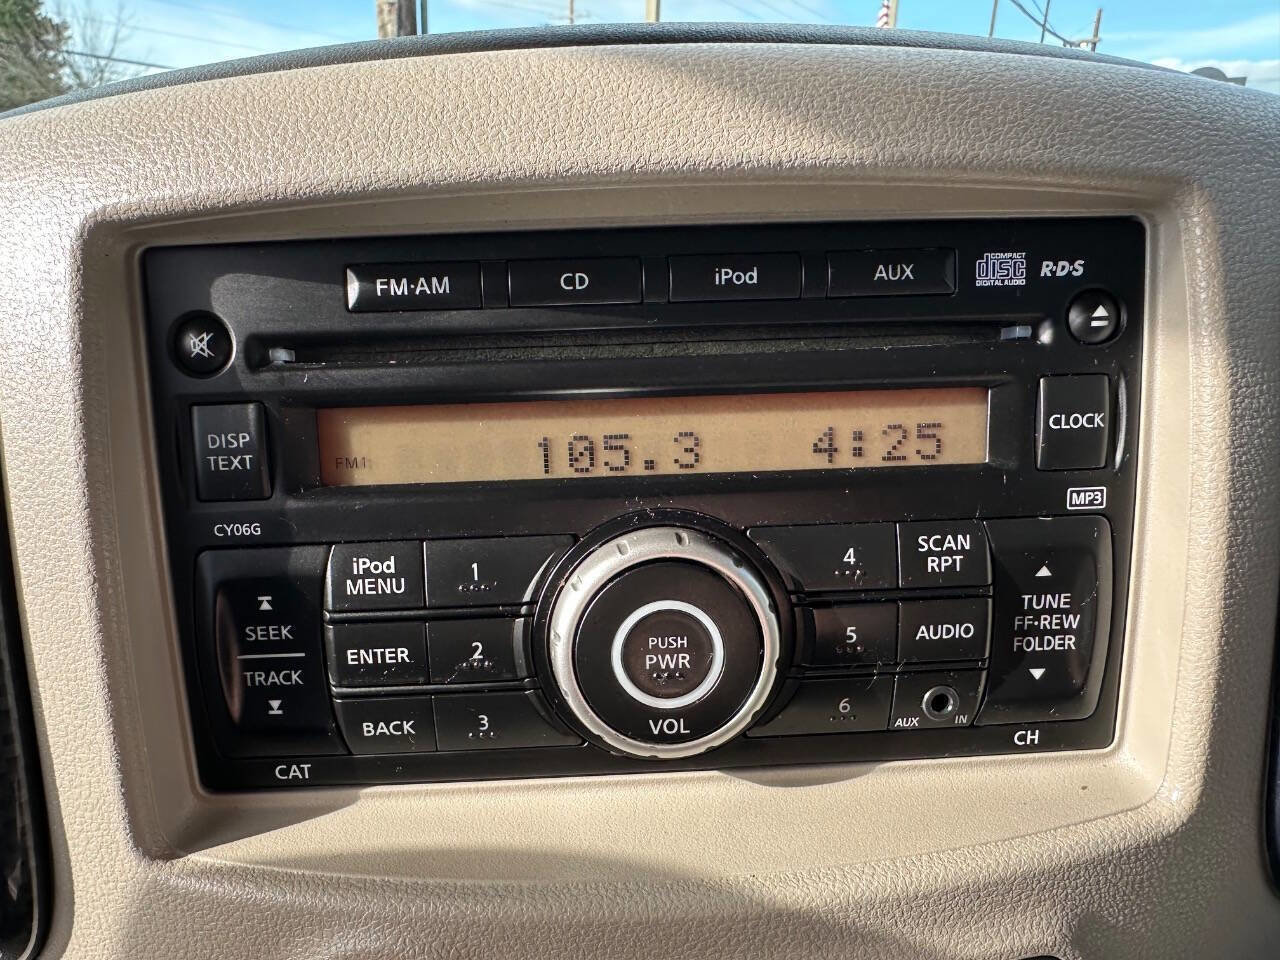 FM·AM
CD
iPod
AUX
COMPACT
disc
DIGITAL AUDIO
R·D·S
DISP
TEXT
FM1
105.3
4:25
CLOCK
MP3
CY06G
iPod
MENU
1
4
SCAN
RPT
SEEK
TRACK
ENTER
2
PUSH
PWR
VOL
5
AUDIO
TUNE
FF·REW
FOLDER
BACK
3
6
AUX
IN
CAT
CH